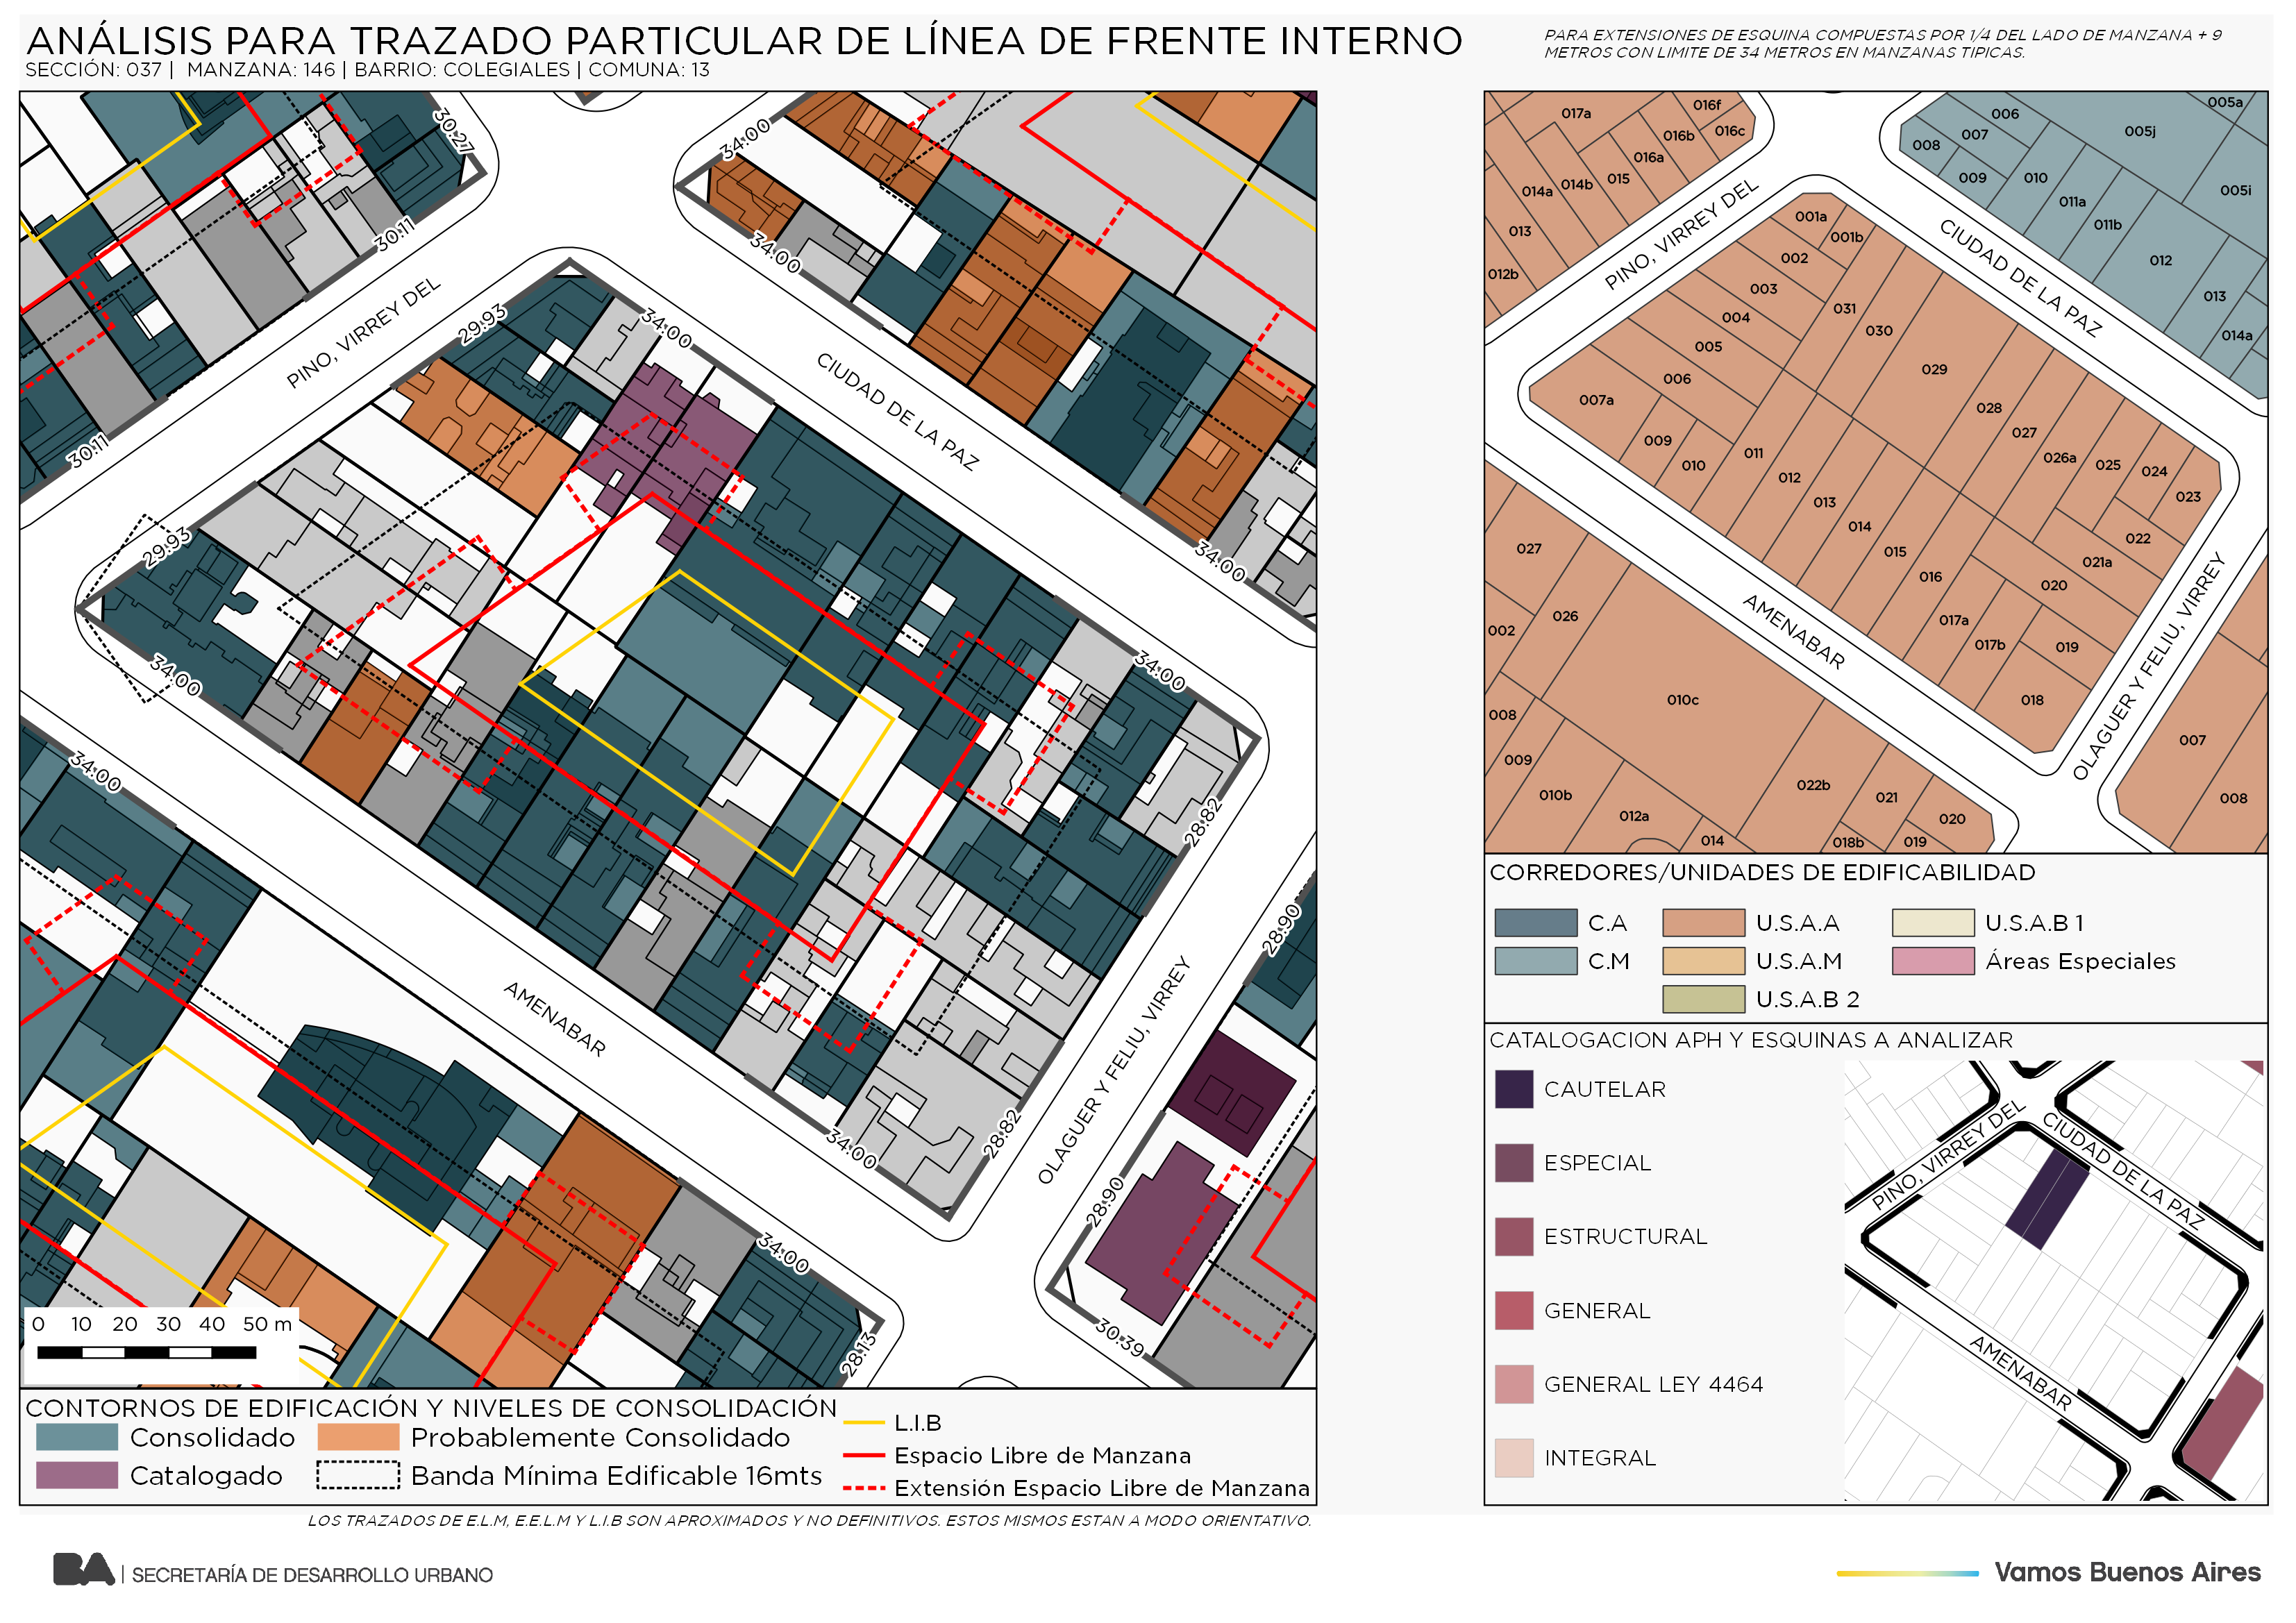 ANÁLISIS PARA TRAZADO PARTICULAR DE LÍNEA DE FRENTE INTERNO
SECCIÓN: 037 | MANZANA: 146 | BARRIO: COLEGIALES | COMUNA: 13
PARA EXTENSIONES DE ESQUINA COMPUESTAS POR 1/4 DEL LADO DE MANZANA + 9
METROS CON LIMITE DE 34 METROS EN MANZANAS TIPICAS.
30.27
34.00
30.11
34.00
PINO, VIRREY DEL
29.93
34.00
CIUDAD DE LA PAZ
30.11
29.93
34.00
34.00
34.00
34.00
28.82
28.90
AMENABAR
OLAGUER Y FELIU, VIRREY
34.00
28.82
28.90
34.00
28.13
30.39
0 10 20 30 40 50 m
CONTORNOS DE EDIFICACIÓN Y NIVELES DE CONSOLIDACIÓN
Consolidado
Probablemente Consolidado
Catalogado
Banda Mínima Edificable 16mts
L.I.B
Espacio Libre de Manzana
Extensión Espacio Libre de Manzana
LOS TRAZADOS DE E.L.M, E.E.L.M Y L.I.B SON APROXIMADOS Y NO DEFINITIVOS. ESTOS MISMOS ESTAN A MODO ORIENTATIVO.
017a
016f
016b
016c
016a
015
014b
014a
013
012b
006
005a
005j
007
008
009
010
005i
011a
011b
012
013
014a
PINO, VIRREY DEL
CIUDAD DE LA PAZ
001a
001b
002
003
004
005
006
007a
031
030
029
028
027
026a
025
024
023
022
021a
020
019
018
009
010
011
012
013
014
015
016
017a
017b
AMENABAR
OLAGUER Y FELIU, VIRREY
027
026
002
010c
008
009
010b
012a
014
022b
021
020
018b
019
007
008
CORREDORES/UNIDADES DE EDIFICABILIDAD
C.A
U.S.A.A
U.S.A.B 1
C.M
U.S.A.M
Áreas Especiales
U.S.A.B 2
CATALOGACION APH Y ESQUINAS A ANALIZAR
CAUTELAR
ESPECIAL
ESTRUCTURAL
GENERAL
GENERAL LEY 4464
INTEGRAL
PINO, VIRREY DEL
CIUDAD DE LA PAZ
AMENABAR
BA | SECRETARÍA DE DESARROLLO URBANO
Vamos Buenos Aires